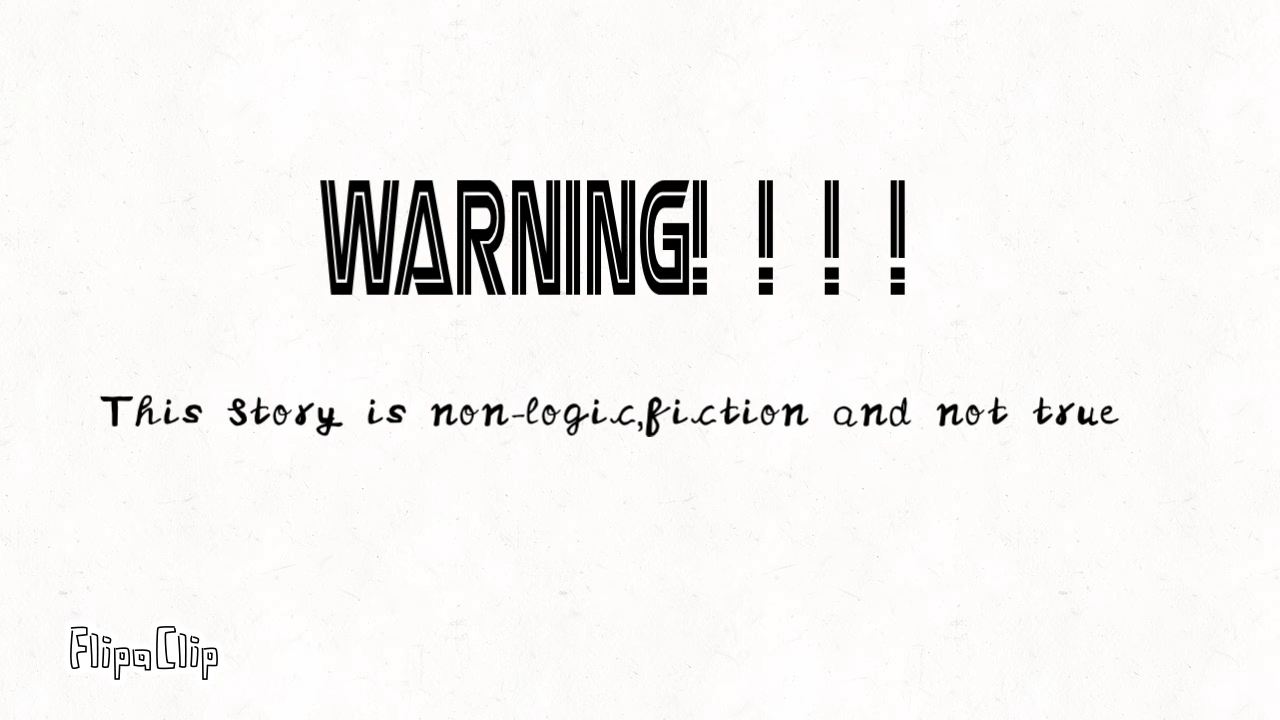 WARNING! ! ! !
This story is non-logic,fiction and not true
FlipaClip